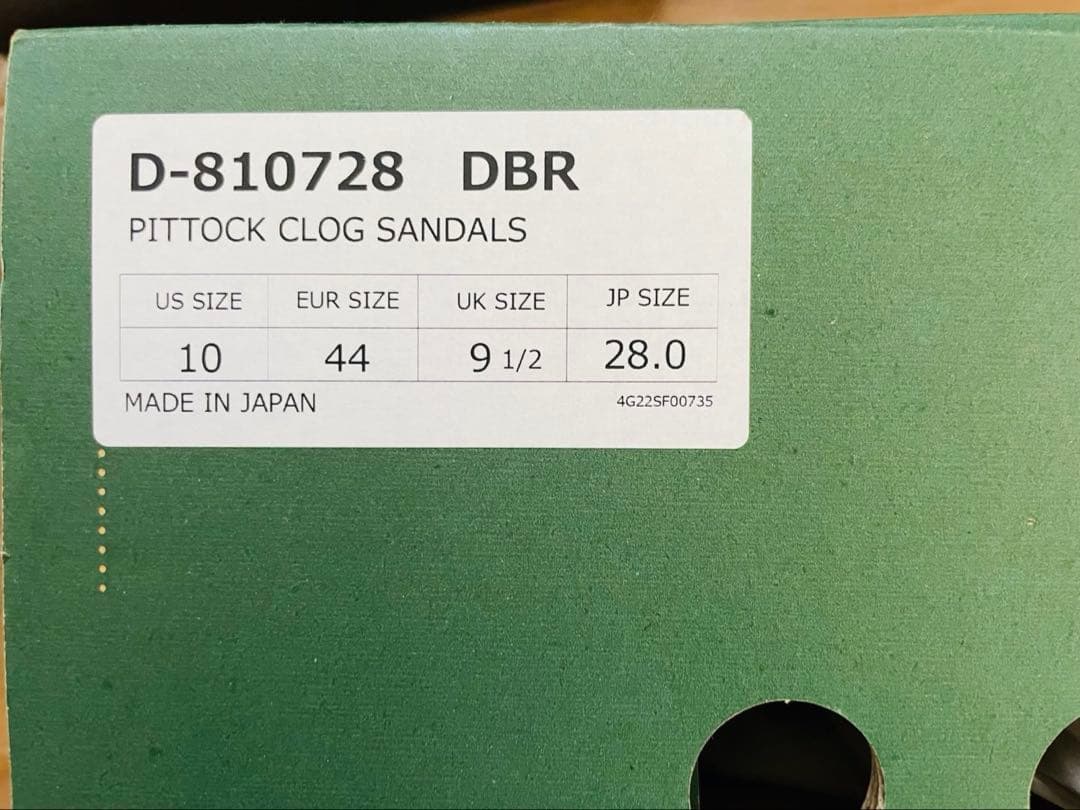 D-810728 DBR
PITTOCK CLOG SANDALS
US SIZE EUR SIZE UK SIZE JP SIZE
10 44 9 1/2 28.0
MADE IN JAPAN 4G22SF00735